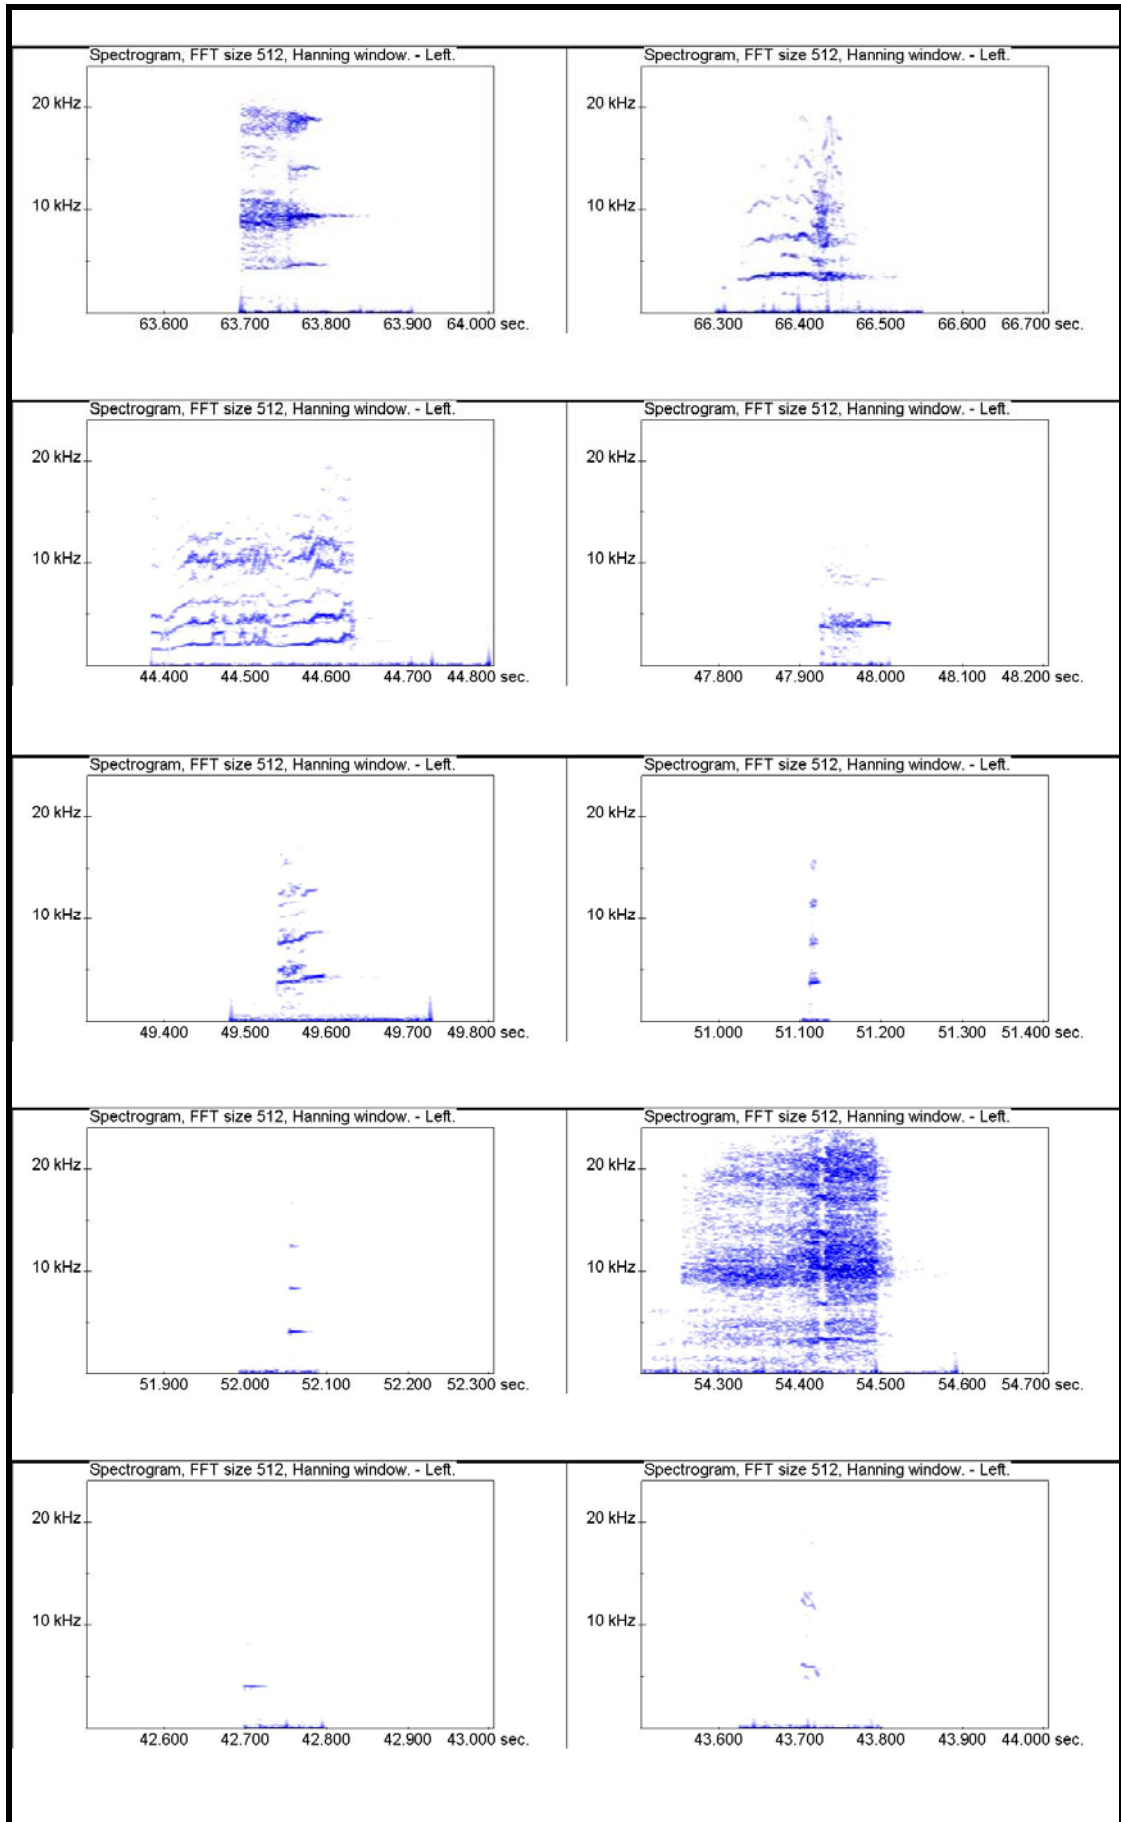 Spectrogram, FFT size 512, Hanning window. - Left. Spectrogram, FFT size 512, Hanning window. - Left.
20 kHz 20 kHz
10 kHz 10 kHz
63.600 63.700 63.800 63.900 64.000 sec. 66.300 66.400 66.500 66.600 66.700 sec.
Spectrogram, FFT size 512, Hanning window. - Left. Spectrogram, FFT size 512, Hanning window. - Left.
20 kHz 20 kHz
10 kHz 10 kHz
44.400 44.500 44.600 44.700 44.800 sec. 47.800 47.900 48.000 48.100 48.200 sec.
Spectrogram, FFT size 512, Hanning window. - Left. Spectrogram, FFT size 512, Hanning window. - Left.
20 kHz 20 kHz
10 kHz 10 kHz
49.400 49.500 49.600 49.700 49.800 sec. 51.000 51.100 51.200 51.300 51.400 sec.
Spectrogram, FFT size 512, Hanning window. - Left. Spectrogram, FFT size 512, Hanning window. - Left.
20 kHz 20 kHz
10 kHz 10 kHz
51.900 52.000 52.100 52.200 52.300 sec. 54.300 54.400 54.500 54.600 54.700 sec.
Spectrogram, FFT size 512, Hanning window. - Left. Spectrogram, FFT size 512, Hanning window. - Left.
20 kHz 20 kHz
10 kHz 10 kHz
42.600 42.700 42.800 42.900 43.000 sec. 43.600 43.700 43.800 43.900 44.000 sec.